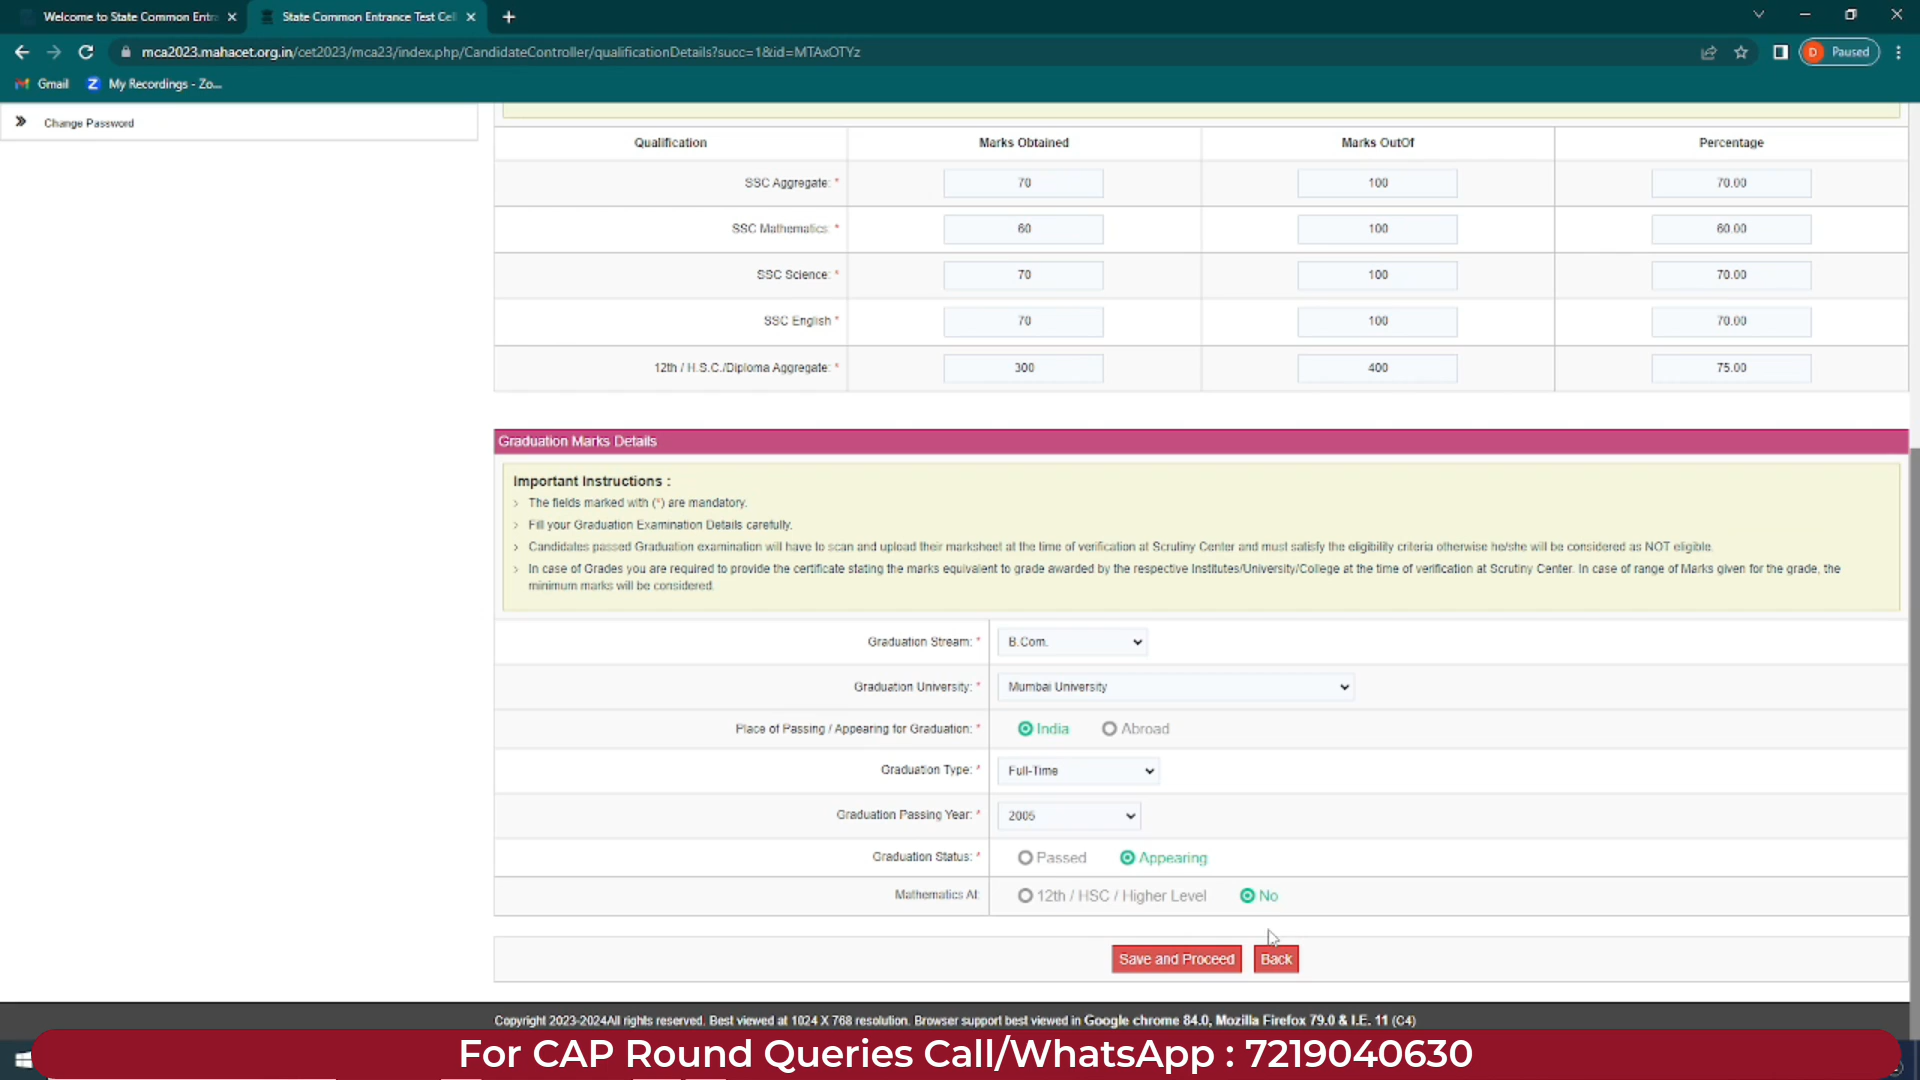 Welcome to State Common Entr
State Common Entrance Test Cel
mca2023.mahacet.org.in/cet2023/mca23/index.php/CandidateController/qualificationDetails?succ=1&id=MTAxOTYz
D Paused
Gmail
Z My Recordings - Zo...
Change Password
Qualification Marks Obtained Marks OutOf Percentage
SSC Aggregate: * 70 100 70.00
SSC Mathematics: * 60 100 60.00
SSC Science: * 70 100 70.00
SSC English * 70 100 70.00
12th / H.S.C./Diploma Aggregate: * 300 400 75.00
Graduation Marks Details
Important Instructions :
The fields marked with (*) are mandatory.
Fill your Graduation Examination Details carefully.
Candidates passed Graduation examination will have to scan and upload their marksheet at the time of verification at Scrutiny Center and must satisfy the eligibility criteria otherwise he/she will be considered as NOT eligible.
In case of Grades you are required to provide the certificate stating the marks equivalent to grade awarded by the respective Institutes/University/College at the time of verification at Scrutiny Center. In case of range of Marks given for the grade, the
minimum marks will be considered.
Graduation Stream: * B.Com.
Graduation University: * Mumbai University
Place of Passing / Appearing for Graduation: * India Abroad
Graduation Type: * Full-Time
Graduation Passing Year: * 2005
Graduation Status: * Passed Appearing
Mathematics At: 12th / HSC / Higher Level No
Save and Proceed Back
Copyright 2023-2024All rights reserved. Best viewed at 1024 X 768 resolution. Browser support best viewed in Google chrome 84.0, Mozilla Firefox 79.0 & I.E. 11 (C4)
For CAP Round Queries Call/WhatsApp : 7219040630